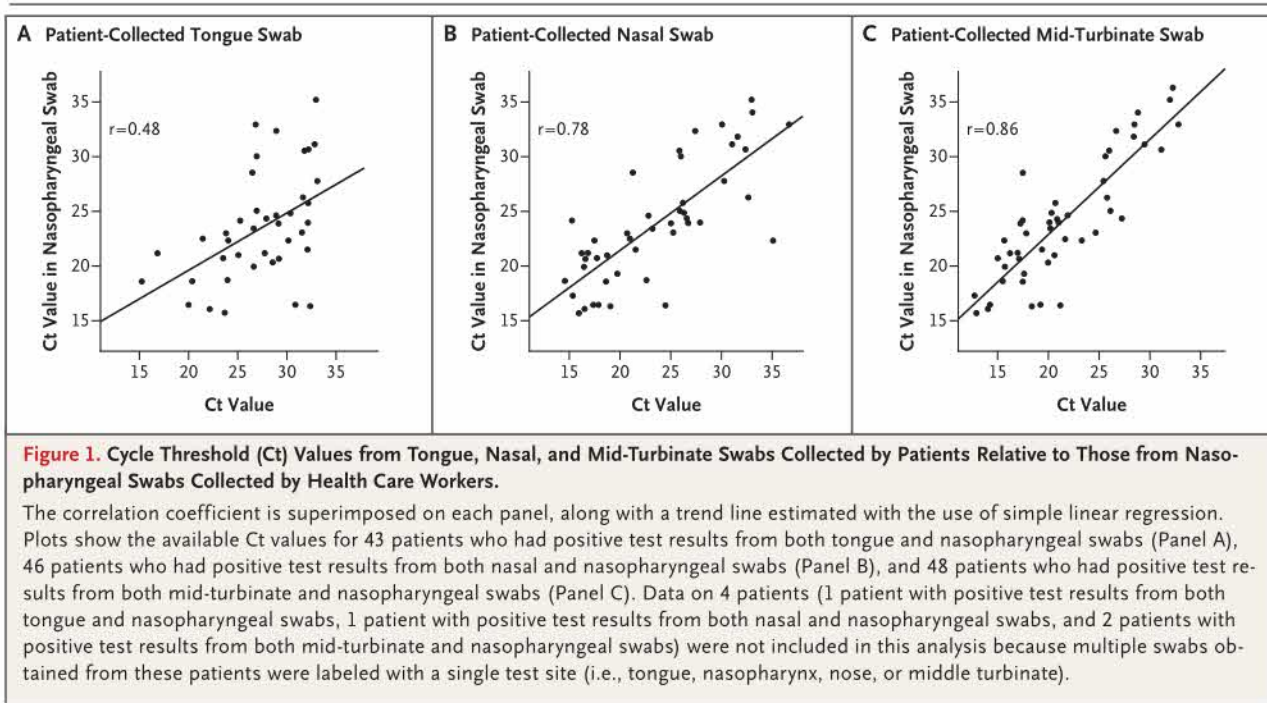 A Patient-Collected Tongue Swab
Ct Value in Nasopharyngeal Swab
35
30
25
20
15
r=0.48
15 20 25 30 35
Ct Value
B Patient-Collected Nasal Swab
Ct Value in Nasopharyngeal Swab
35
30
25
20
15
r=0.78
15 20 25 30 35
Ct Value
C Patient-Collected Mid-Turbinate Swab
Ct Value in Nasopharyngeal Swab
35
30
25
20
15
r=0.86
15 20 25 30 35
Ct Value
Figure 1. Cycle Threshold (Ct) Values from Tongue, Nasal, and Mid-Turbinate Swabs Collected by Patients Relative to Those from Naso-
pharyngeal Swabs Collected by Health Care Workers.
The correlation coefficient is superimposed on each panel, along with a trend line estimated with the use of simple linear regression.
Plots show the available Ct values for 43 patients who had positive test results from both tongue and nasopharyngeal swabs (Panel A),
46 patients who had positive test results from both nasal and nasopharyngeal swabs (Panel B), and 48 patients who had positive test re-
sults from both mid-turbinate and nasopharyngeal swabs (Panel C). Data on 4 patients (1 patient with positive test results from both
tongue and nasopharyngeal swabs, 1 patient with positive test results from both nasal and nasopharyngeal swabs, and 2 patients with
positive test results from both mid-turbinate and nasopharyngeal swabs) were not included in this analysis because multiple swabs ob-
tained from these patients were labeled with a single test site (i.e., tongue, nasopharynx, nose, or middle turbinate).